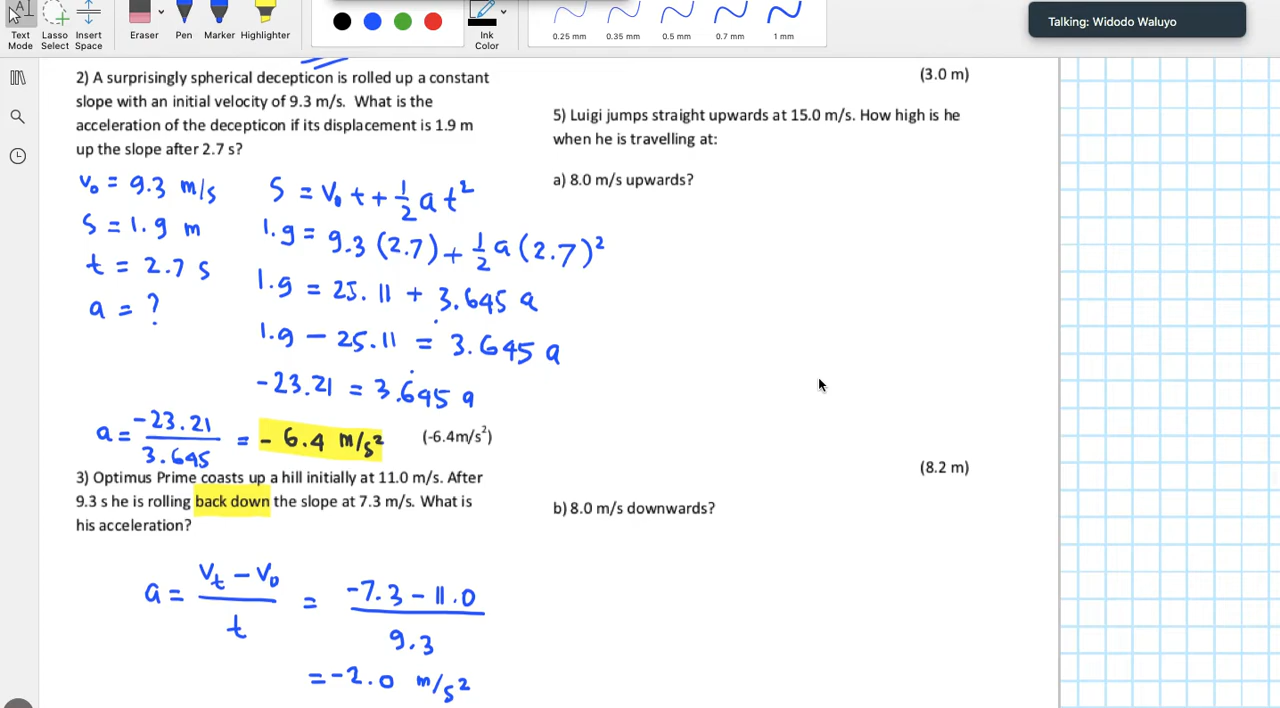 Text Mode
Lasso Select
Insert Space
Eraser
Pen
Marker
Highlighter
Ink Color
0.25 mm
0.35 mm
0.5 mm
0.7 mm
1 mm
Talking: Widodo Waluyo
2) A surprisingly spherical decepticon is rolled up a constant
slope with an initial velocity of 9.3 m/s. What is the
acceleration of the decepticon if its displacement is 1.9 m
up the slope after 2.7 s?
v₀ = 9.3 m/s
s = 1.9 m
t = 2.7 s
a = ?
s = v₀ t + 1/2 a t²
1.9 = 9.3 (2.7) + 1/2 a (2.7)²
1.9 = 25.11 + 3.645 a
1.9 - 25.11 = 3.645 a
-23.21 = 3.645 a
a = -23.21 / 3.645 = - 6.4 m/s² (-6.4m/s²)
3) Optimus Prime coasts up a hill initially at 11.0 m/s. After
9.3 s he is rolling back down the slope at 7.3 m/s. What is
his acceleration?
a = vₜ - v₀ / t = -7.3 - 11.0 / 9.3
= -2.0 m/s²
(3.0 m)
5) Luigi jumps straight upwards at 15.0 m/s. How high is he
when he is travelling at:
a) 8.0 m/s upwards?
(8.2 m)
b) 8.0 m/s downwards?